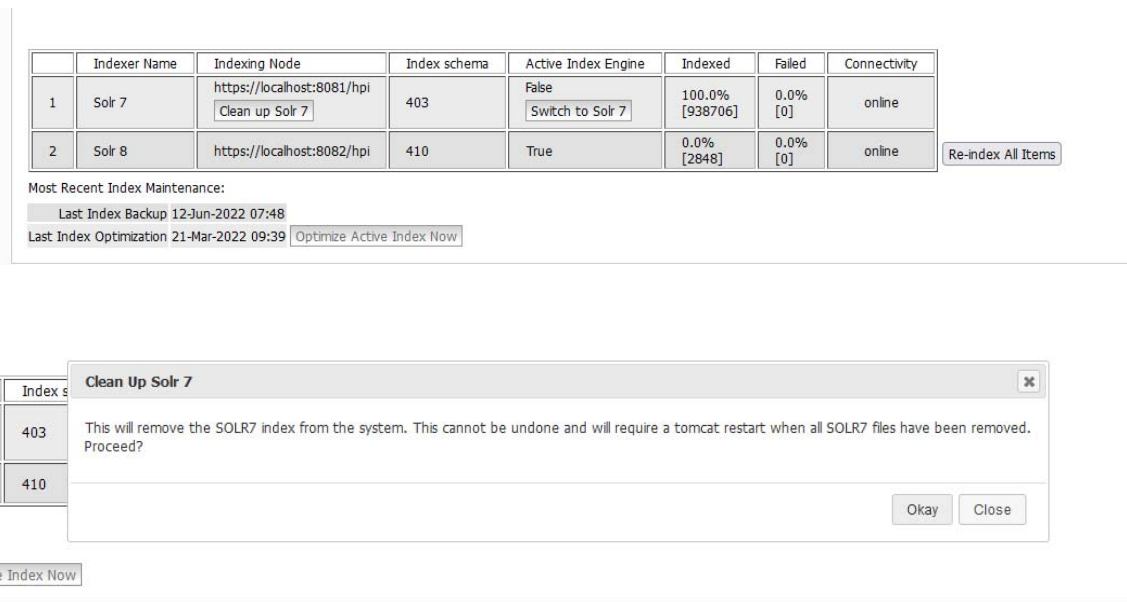 Indexer Name Indexing Node Index schema Active Index Engine Indexed Failed Connectivity
1 Solr 7 https://localhost:8081/hpi Clean up Solr 7 403 False Switch to Solr 7 100.0% [938706] 0.0% [0] online
2 Solr 8 https://localhost:8082/hpi 410 True 0.0% [2848] 0.0% [0] online Re-index All Items
Most Recent Index Maintenance:
Last Index Backup 12-Jun-2022 07:48
Last Index Optimization 21-Mar-2022 09:39 Optimize Active Index Now
Index s
Clean Up Solr 7
403
This will remove the SOLR7 index from the system. This cannot be undone and will require a tomcat restart when all SOLR7 files have been removed.
Proceed?
410
Okay Close
e Index Now